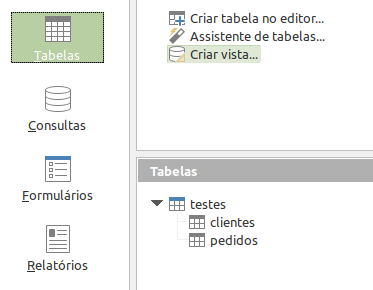 Tabelas
Consultas
Formulários
Relatórios
Criar tabela no editor...
Assistente de tabelas...
Criar vista...
Tabelas
testes
clientes
pedidos